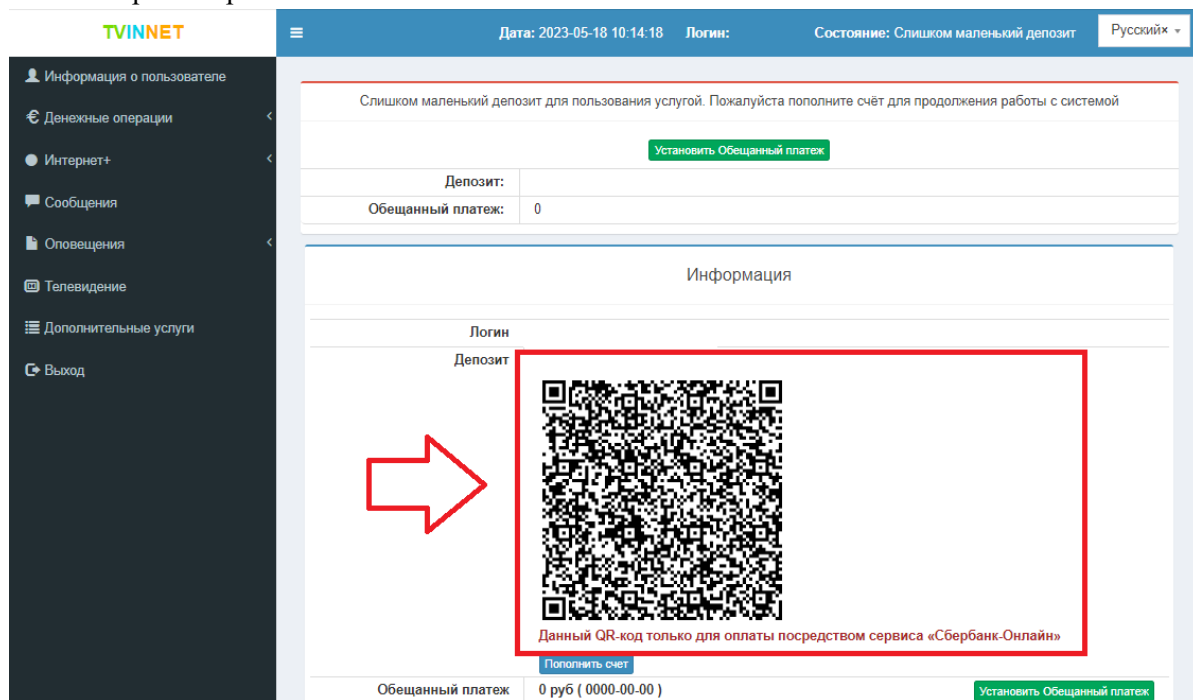 TVINNET
Дата: 2023-05-18 10:14:18 Логин: Состояние: Слишком маленький депозит Русский× 
Информация о пользователе
Денежные операции
Интернет+
Сообщения
Оповещения
Телевидение
Дополнительные услуги
Выход
Слишком маленький депозит для пользования услугой. Пожалуйста пополните счёт для продолжения работы с системой
Установить Обещанный платеж
Депозит:
Обещанный платеж: 0
Информация
Логин
Депозит
Данный QR-код только для оплаты посредством сервиса «Сбербанк-Онлайн»
Пополнить счет
Обещанный платеж 0 руб ( 0000-00-00 ) Установить Обещанный платеж